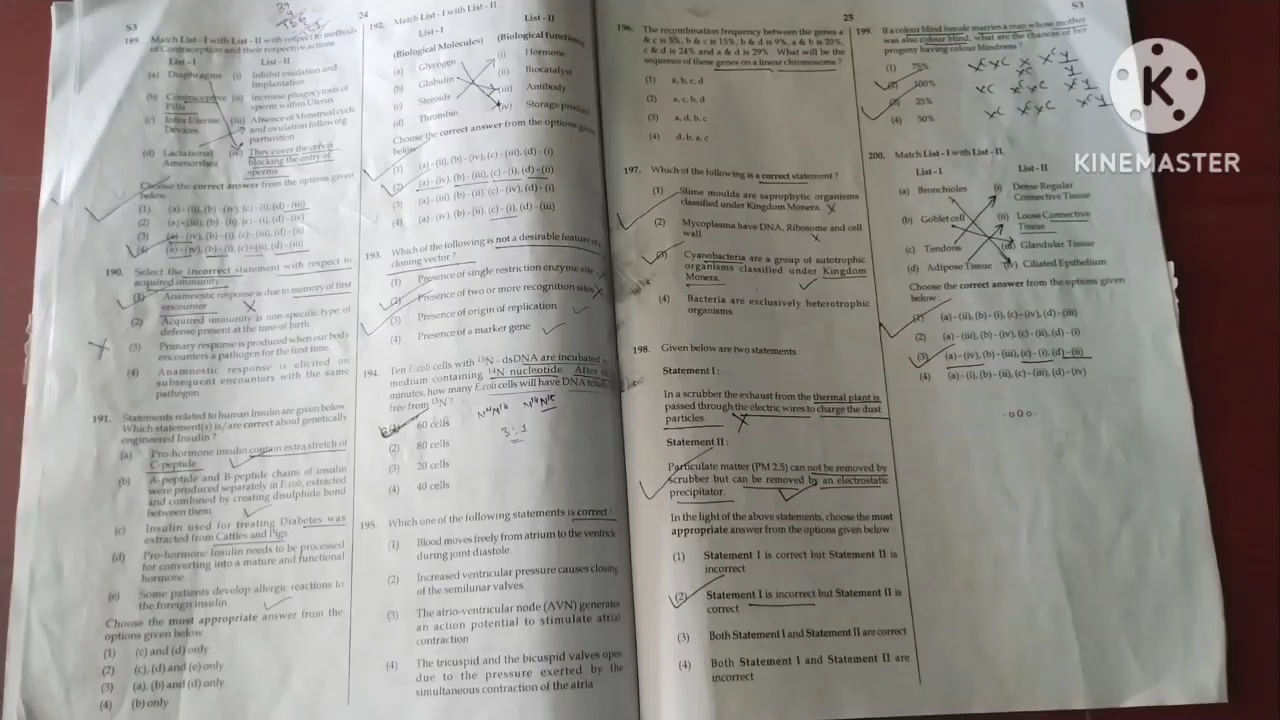 S3
24
189. Match List-I with List-II with respect to methods
of Contraception and their respective actions
List-I List-II
(a) Diaphragms (i) Inhibit ovulation and
Implantation
(b) Contraceptive (ii) Increase phagocytosis of
Pills sperm within Uterus
(c) Intra Uterine (iii) Absence of Menstrual cycle
Devices and ovulation following
parturition
(d) Lactational (iv) They cover the cervix
Amenorrhea blocking the entry of
sperms
Choose the correct answer from the options given
below
(1) (a)-(ii), (b)-(iv), (c)-(i), (d)-(iii)
(2) (a)-(iii), (b)-(ii), (c)-(i), (d)-(iv)
(3) (a)-(iv), (b)-(i), (c)-(iii), (d)-(ii)
(4) (a)-(iv), (b)-(i), (c)-(ii), (d)-(iii)
190. Select the incorrect statement with respect to
acquired immunity
(1) Anamnestic response is due to memory of first
encounter
(2) Acquired immunity is non-specific type of
defense present at the time of birth
(3) Primary response is produced when our body
encounters a pathogen for the first time.
(4) Anamnestic response is elicited on
subsequent encounters with the same
pathogen
191. Statements related to human Insulin are given below
Which statement(s) is/are correct about genetically
engineered Insulin ?
(a) Pro-hormone insulin contain extra stretch of
C-peptide
(b) A-peptide and B-peptide chains of insulin
were produced separately in E.coli, extracted
and combined by creating disulphide bond
between them.
(c) Insulin used for treating Diabetes was
extracted from Cattles and Pigs.
(d) Pro-hormone Insulin needs to be processed
for converting into a mature and functional
hormone.
(e) Some patients develop allergic reactions to
the foreign insulin.
Choose the most appropriate answer from the
options given below
(1) (c) and (d) only
(2) (c), (d) and (e) only
(3) (a), (b) and (d) only
(4) (b) only
192. Match List-I with List-II.
List-I List-II
(Biological Molecules) (Biological functions)
(a) Glycogen Hormone
(b) Globulin (ii) Biocatalyst
(c) Steroids (iii) Antibody
(d) Thrombin (iv) Storage product
Choose the correct answer from the options given
below
(1) (a)-(ii), (b)-(iv), (c)-(iii), (d)-(i)
(2) (a)-(iv), (b)-(iii), (c)-(i), (d)-(ii)
(3) (a)-(iii), (b)-(ii), (c)-(iv), (d)-(i)
(4) (a)-(iv), (b)-(ii), (c)-(i), (d)-(iii)
193. Which of the following is not a desirable feature of a
cloning vector ?
(1) Presence of single restriction enzyme site
(2) Presence of two or more recognition sites
(3) Presence of origin of replication
(4) Presence of a marker gene
194. Ten E.coli cells with 15N - dsDNA are incubated in
medium containing 14N nucleotide. After
minutes, how many E.coli cells will have DNA totally
free from 15N ?
(1) 60 cells
3:1
(2) 80 cells
(3) 20 cells
(4) 40 cells
195. Which one of the following statements is correct ?
(1) Blood moves freely from atrium to the ventricle
during joint diastole.
(2) Increased ventricular pressure causes closing
of the semilunar valves.
(3) The atrio-ventricular node (AVN) generates
an action potential to stimulate atrial
contraction
(4) The tricuspid and the bicuspid valves open
due to the pressure exerted by the
simultaneous contraction of the atria
25
S3
196. The recombination frequency between the genes a
& c is 5%, b & c is 15%, b & d is 9%, a & b is 20%,
c & d is 24% and a & d is 29%. What will be the
sequence of these genes on a linear chromosome ?
(1) a, b, c, d
(2) a, c, b, d
(3) a, d, b, c
(4) d, b, a, c
197. Which of the following is a correct statement ?
(1) Slime moulds are saprophytic organisms
classified under Kingdom Monera.
(2) Mycoplasma have DNA, Ribosome and cell
wall
(3) Cyanobacteria are a group of autotrophic
organisms classified under Kingdom
Monera.
(4) Bacteria are exclusively heterotrophic
organisms.
198. Given below are two statements :
Statement I :
In a scrubber the exhaust from the thermal plant is
passed through the electric wires to charge the dust
particles.
Statement II :
Particulate matter (PM 2.5) can not be removed by
scrubber but can be removed by an electrostatic
precipitator.
In the light of the above statements, choose the most
appropriate answer from the options given below
(1) Statement I is correct but Statement II is
incorrect
(2) Statement I is incorrect but Statement II is
correct
(3) Both Statement I and Statement II are correct
(4) Both Statement I and Statement II are
incorrect
199. If a colour blind female marries a man whose mother
was also colour blind, what are the chances of her
progeny having colour blindness ?
(1) 75%
(2) 100%
(3) 25%
(4) 50%
200. Match List-I with List-II.
List-I List-II
(a) Bronchioles (i) Dense Regular
Connective Tissue
(b) Goblet cell (ii) Loose Connective
Tissue
(c) Tendons (iii) Glandular Tissue
(d) Adipose Tissue (iv) Ciliated Epithelium
Choose the correct answer from the options given
below
(1) (a)-(ii), (b)-(i), (c)-(iv), (d)-(iii)
(2) (a)-(iii), (b)-(iv), (c)-(ii), (d)-(i)
(3) (a)-(iv), (b)-(iii), (c)-(i), (d)-(ii)
(4) (a)-(i), (b)-(ii), (c)-(iii), (d)-(iv)
- o 0 o -
K
KINEMASTER